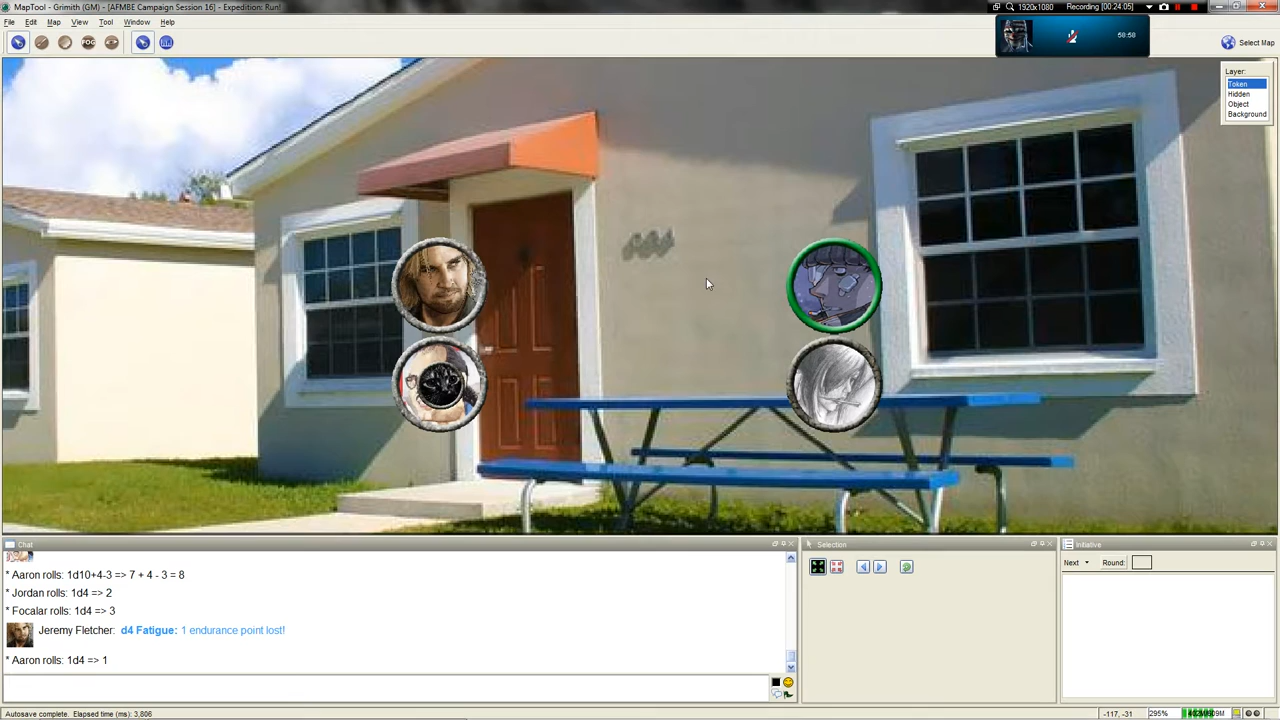 MapTool - Grimith (GM) - [AFMBE Campaign Session 16] - Expedition: Run!
1920x1080
Recording [00:24:05]
File Edit Map View Tool Window Help
POG
58:58
Select Map
Layer:
Token
Hidden
Object
Background
Chat
Selection
Initiative
* Aaron rolls: 1d10+4-3 => 7 + 4 - 3 = 8
* Jordan rolls: 1d4 => 2
* Focalar rolls: 1d4 => 3
Jeremy Fletcher: d4 Fatigue: 1 endurance point lost!
* Aaron rolls: 1d4 => 1
Next
Round:
Autosave complete. Elapsed time (ms): 3,806
-117, -31
295%